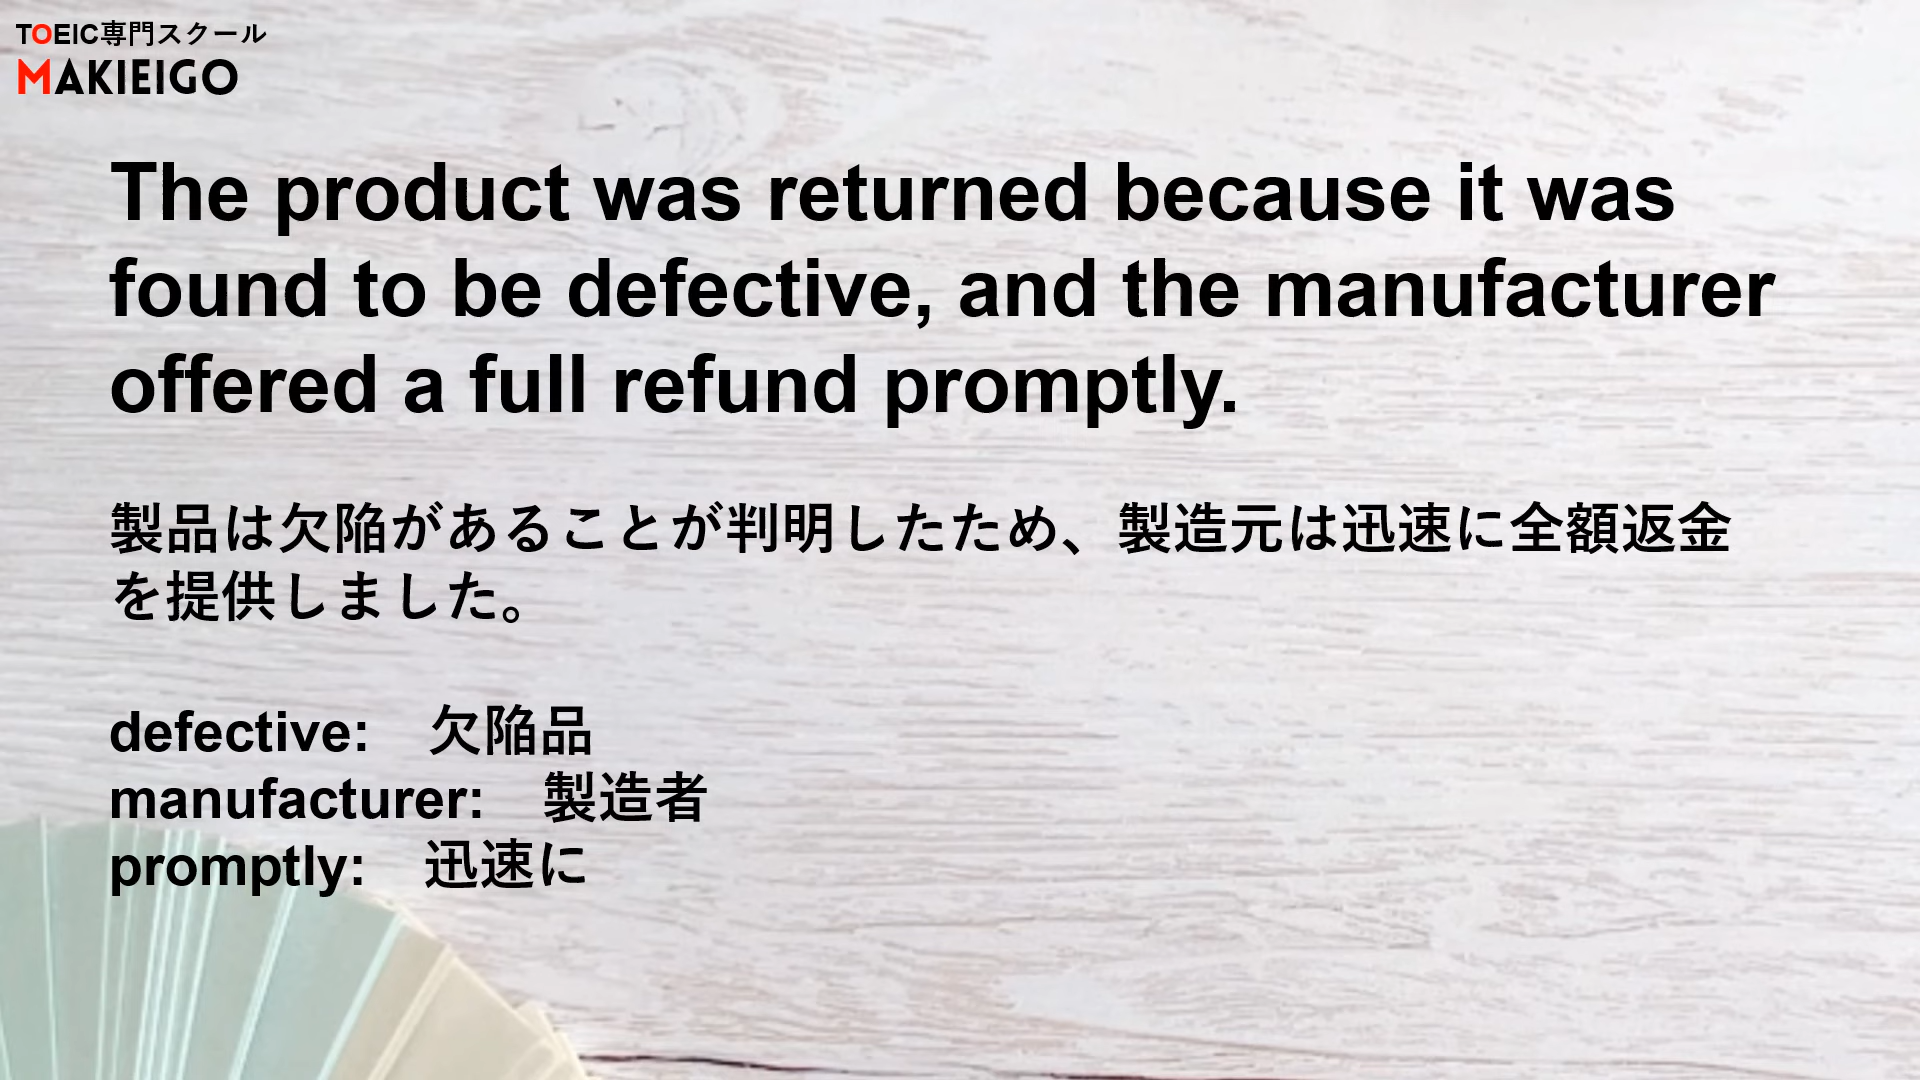 TOEIC専門スクール
MAKIEIGO
The product was returned because it was
found to be defective, and the manufacturer
offered a full refund promptly.
製品は欠陥があることが判明したため、製造元は迅速に全額返金
を提供しました。
defective:　欠陥品
manufacturer:　製造者
promptly:　迅速に